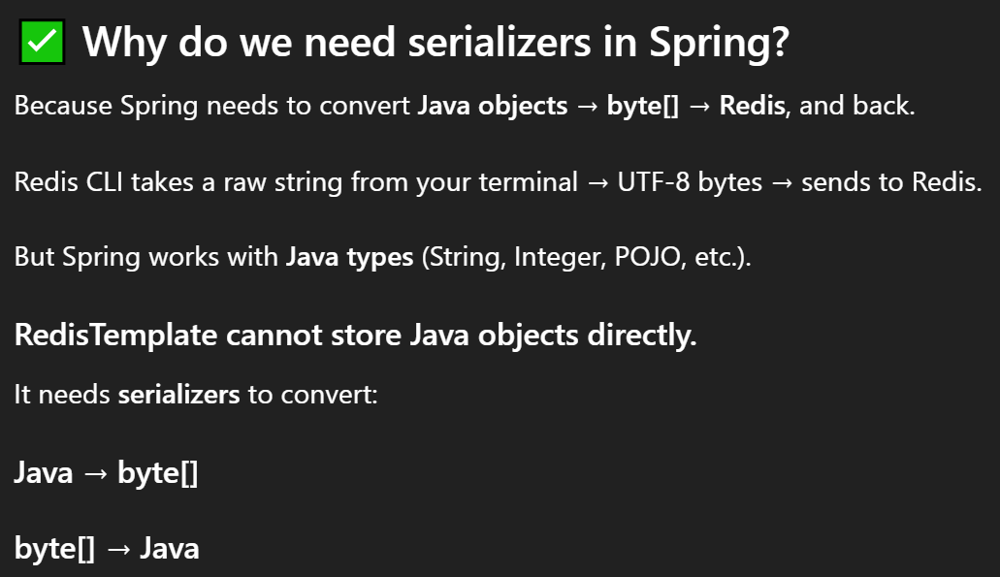 ✅ Why do we need serializers in Spring?
Because Spring needs to convert Java objects → byte[] → Redis, and back.
Redis CLI takes a raw string from your terminal → UTF-8 bytes → sends to Redis.
But Spring works with Java types (String, Integer, POJO, etc.).
RedisTemplate cannot store Java objects directly.
It needs serializers to convert:
Java → byte[]
byte[] → Java